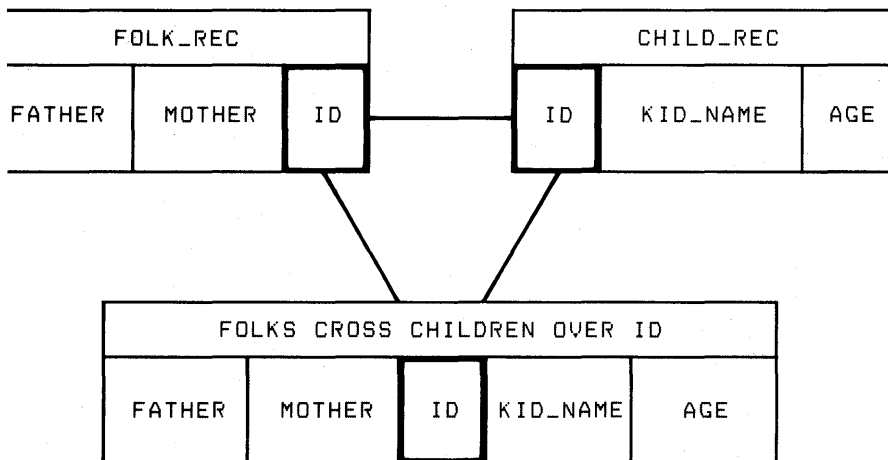 FOLK_REC CHILD_REC
FATHER MOTHER ID ID KID_NAME AGE
FOLKS CROSS CHILDREN OVER ID
FATHER MOTHER ID KID_NAME AGE